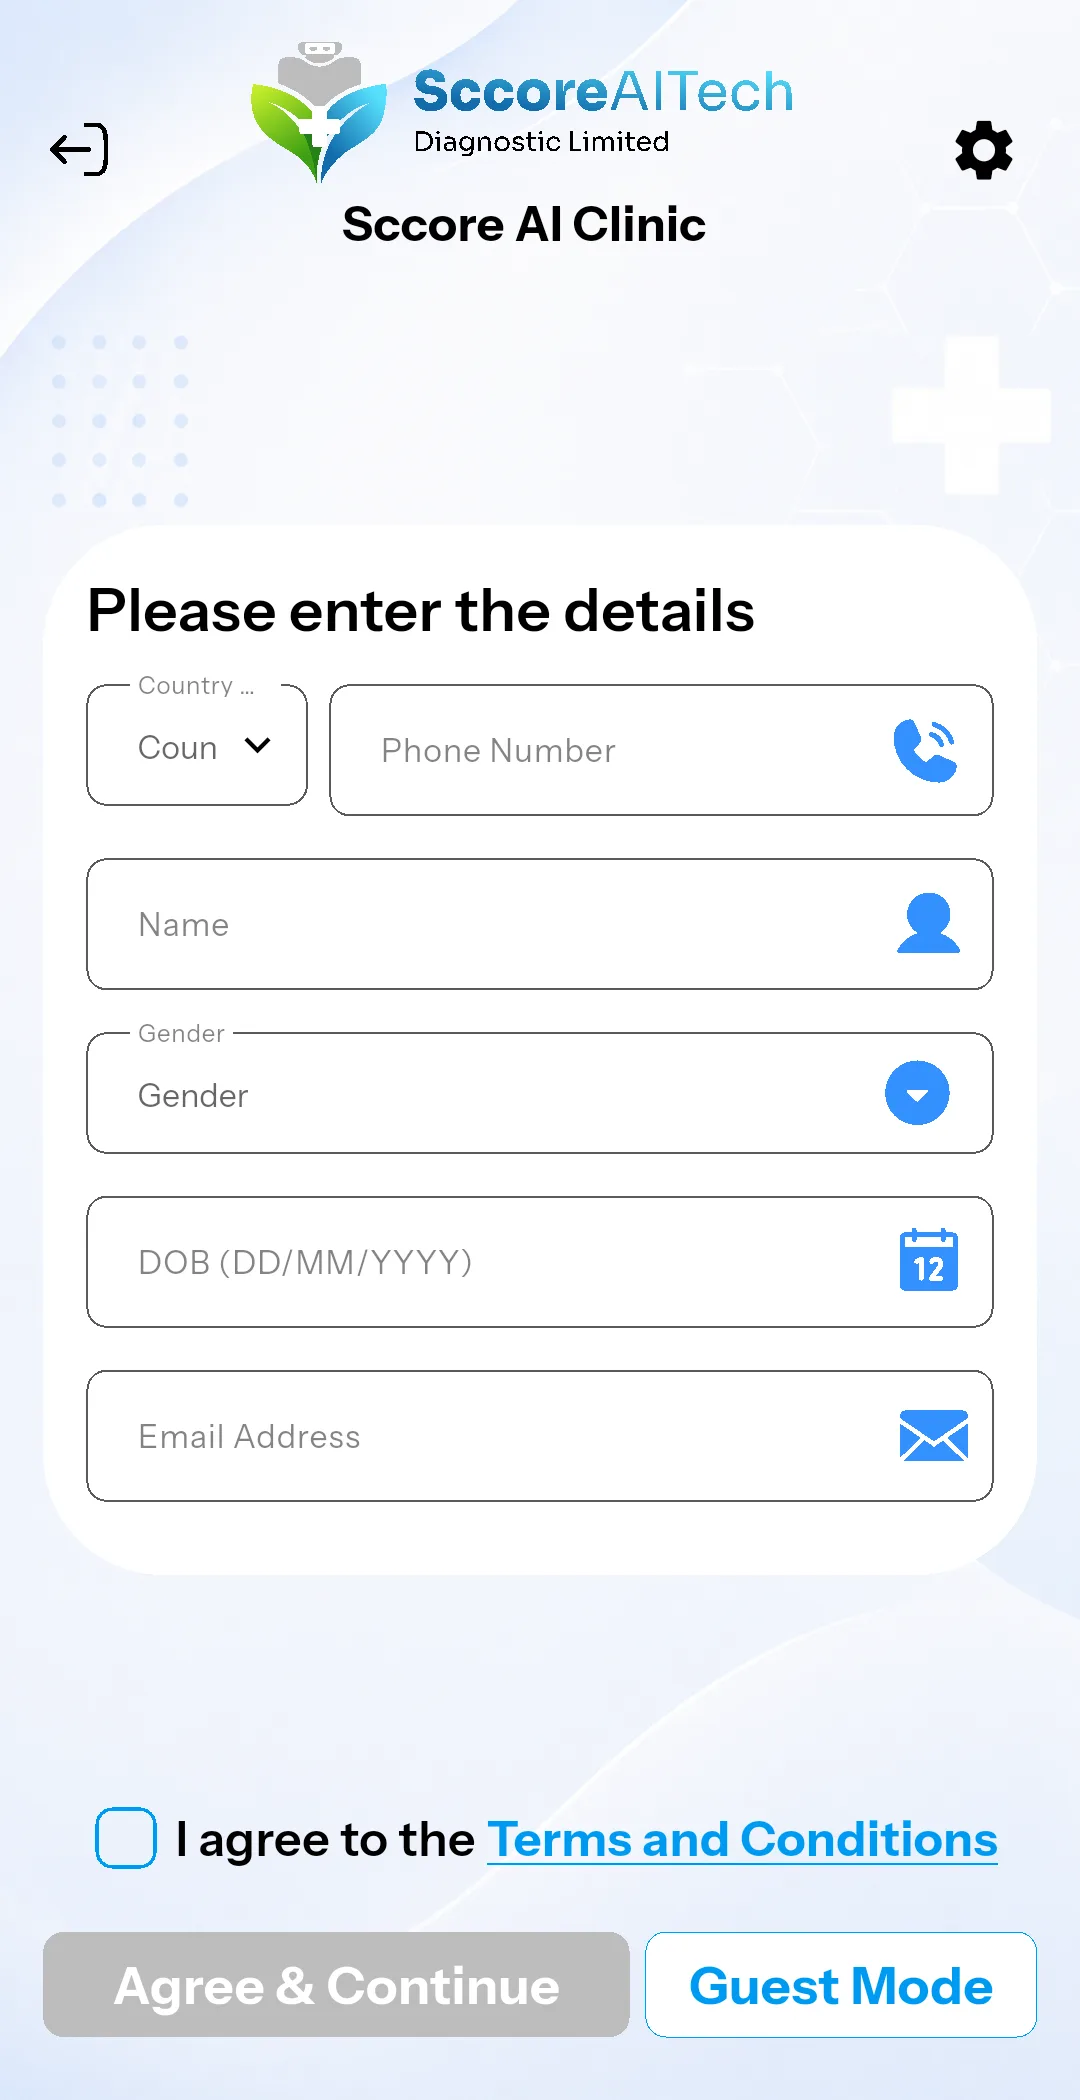 SccoreAITech
Diagnostic Limited
Sccore AI Clinic
Please enter the details
Country ...
Coun
Phone Number
Name
Gender
Gender
DOB (DD/MM/YYYY)
12
Email Address
I agree to the Terms and Conditions
Agree & Continue
Guest Mode